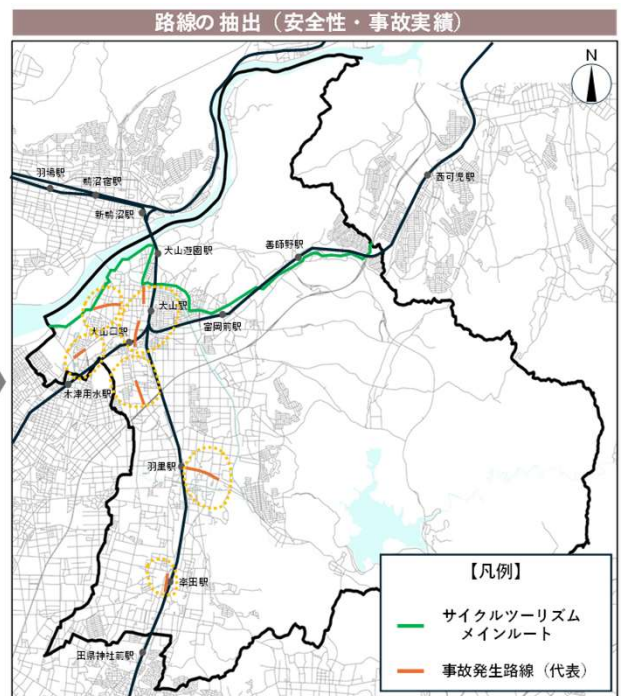 路線の抽出（安全性・事故実績）
N
羽場駅
鵜沼宿駅
新鵜沼駅
西可児駅
犬山遊園駅
善師野駅
犬山駅
富岡前駅
犬山口駅
木津用水駅
羽黒駅
楽田駅
田県神社前駅
【凡例】
サイクルツーリズム
メインルート
事故発生路線（代表）